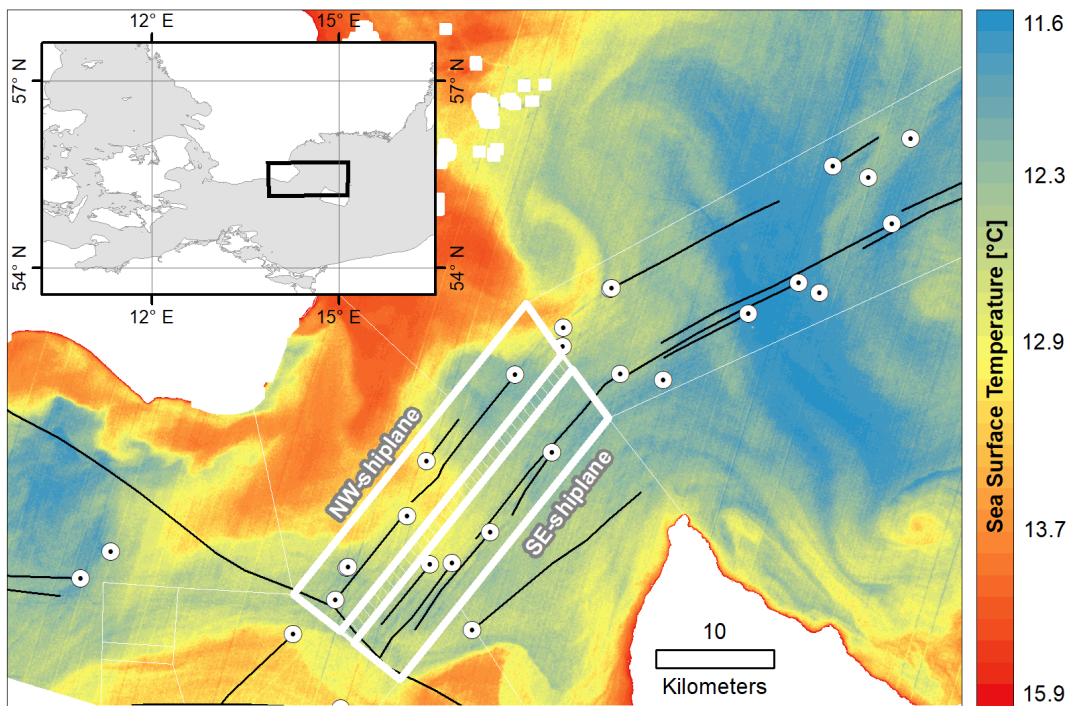 12° E 15° E
57° N 57° N
54° N 54° N
12° E 15° E
NW-shiplane
SE-shiplane
10
Kilometers
11.6
12.3
12.9
13.7
15.9
Sea Surface Temperature [°C]